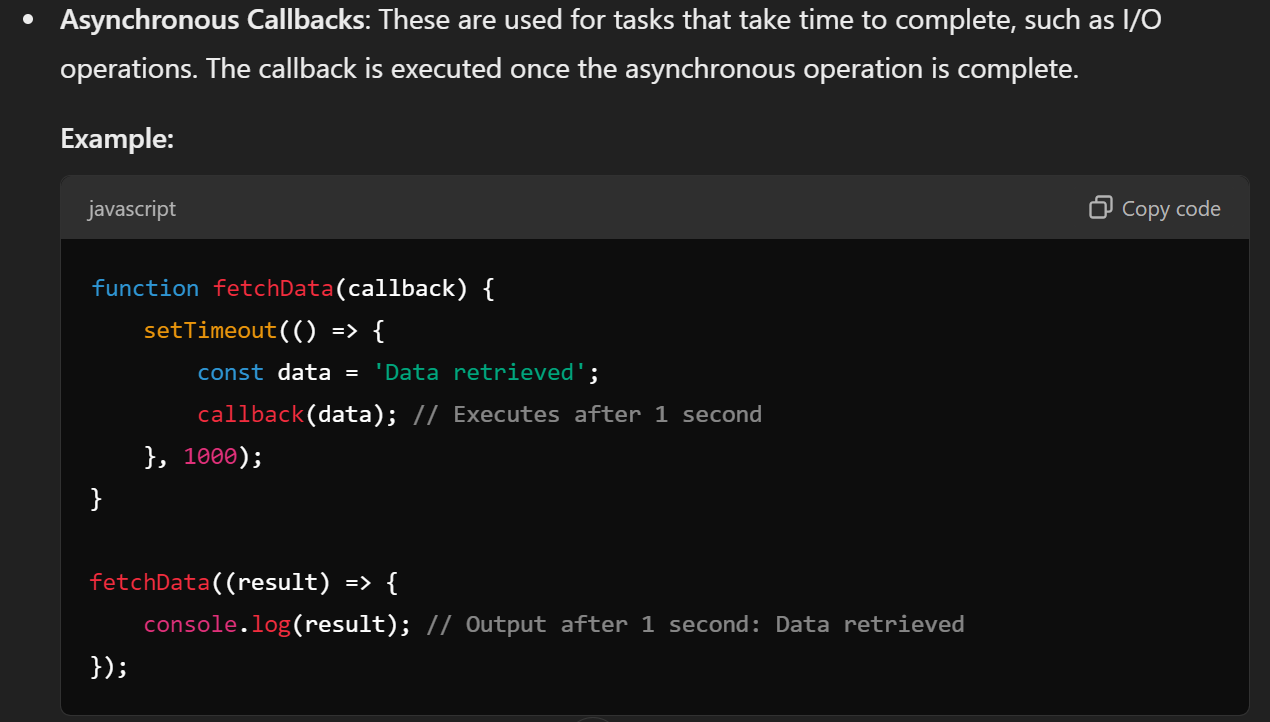 • Asynchronous Callbacks: These are used for tasks that take time to complete, such as I/O
operations. The callback is executed once the asynchronous operation is complete.
Example:
javascript Copy code
function fetchData(callback) {
    setTimeout(() => {
        const data = 'Data retrieved';
        callback(data); // Executes after 1 second
    }, 1000);
}
fetchData((result) => {
    console.log(result); // Output after 1 second: Data retrieved
});